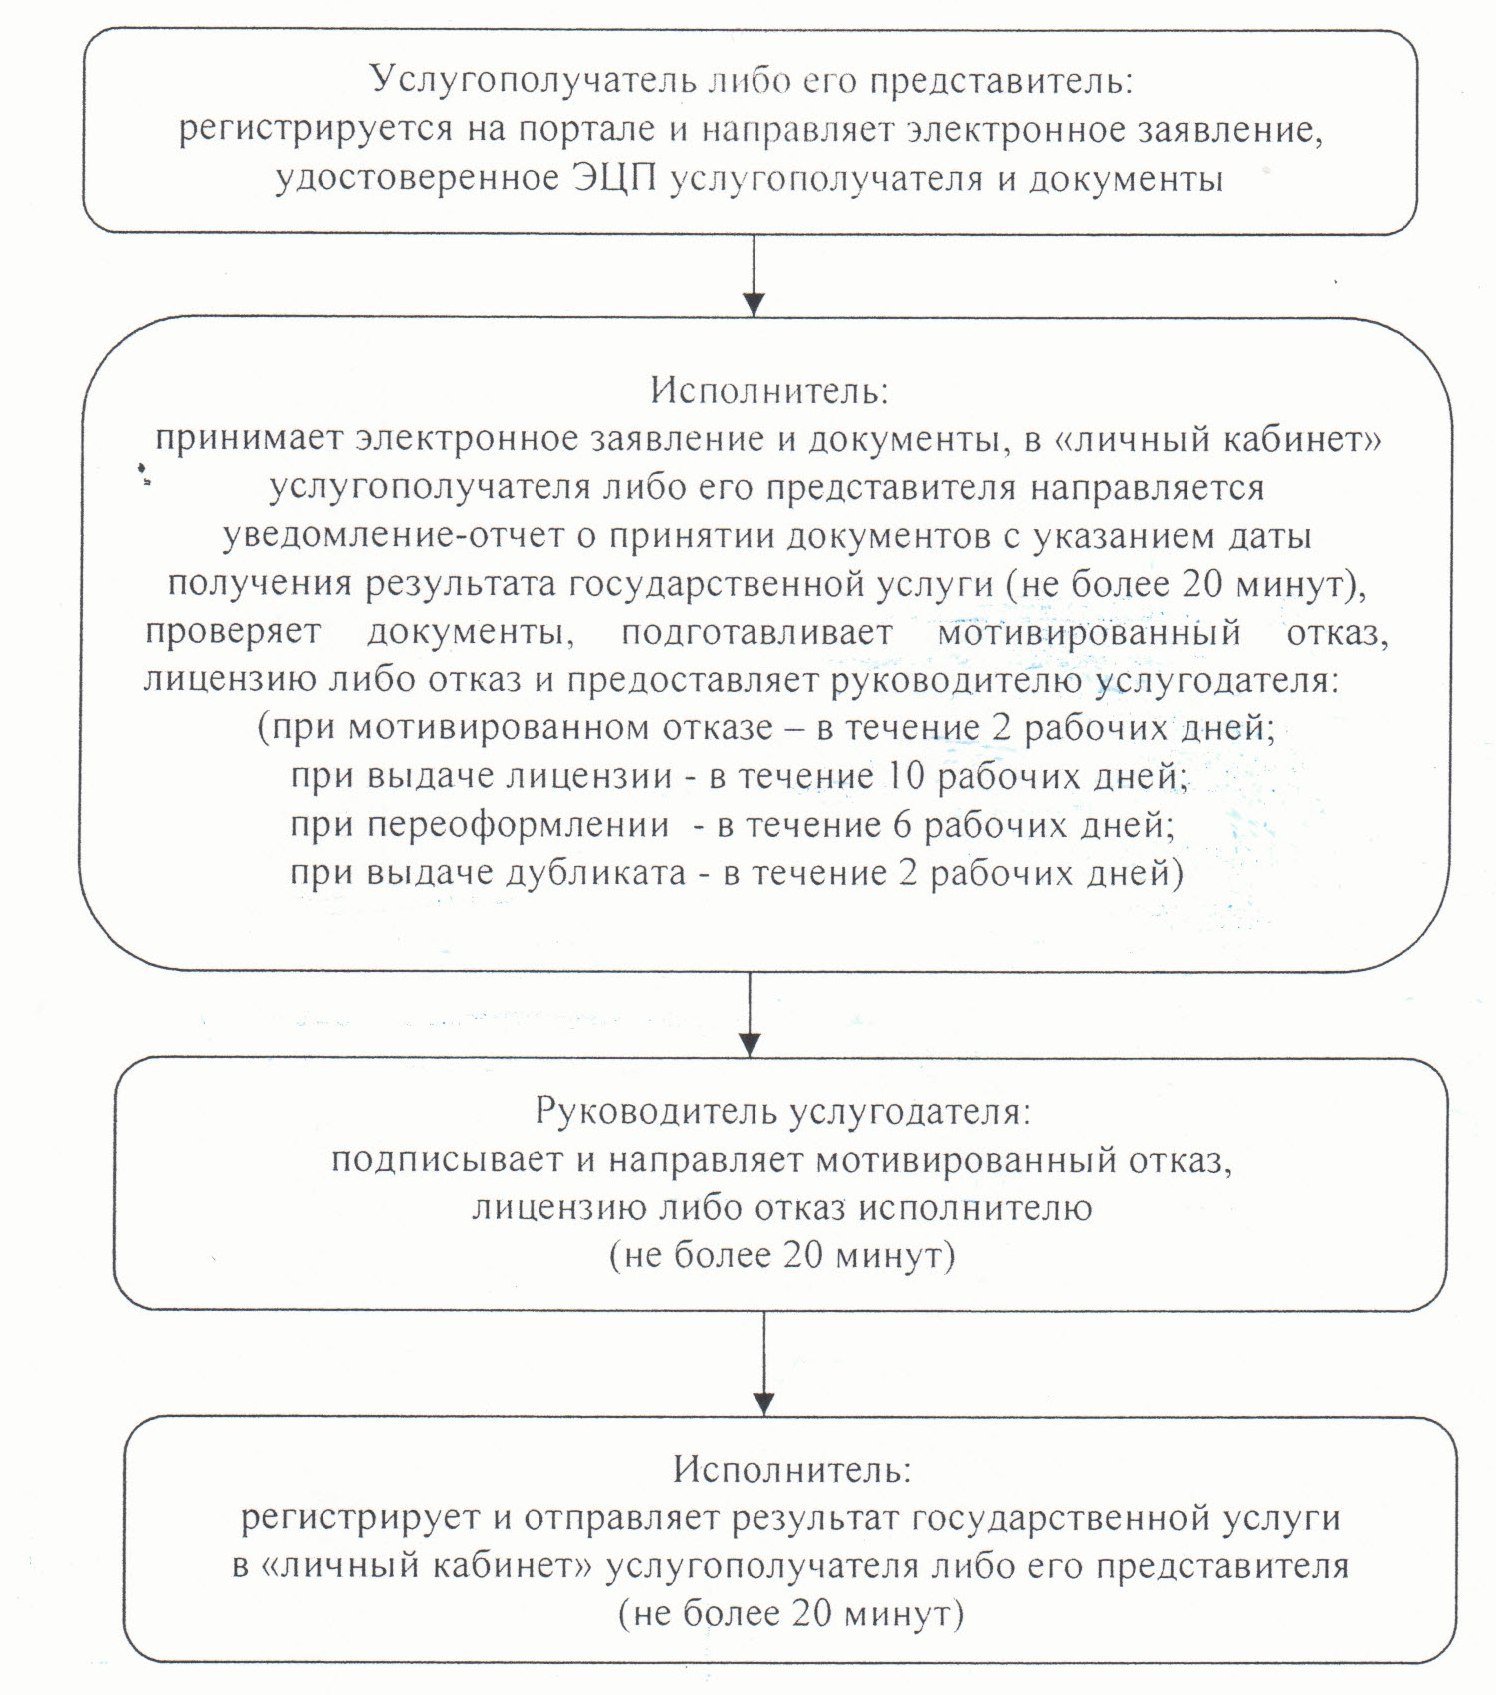 Услугополучатель либо его представитель:
регистрируется на портале и направляет электронное заявление,
удостоверенное ЭЦП услугополучателя и документы
Исполнитель:
принимает электронное заявление и документы, в «личный кабинет»
услугополучателя либо его представителя направляется
уведомление-отчет о принятии документов с указанием даты
получения результата государственной услуги (не более 20 минут),
проверяет документы, подготавливает мотивированный отказ,
лицензию либо отказ и предоставляет руководителю услугодателя:
(при мотивированном отказе – в течение 2 рабочих дней;
при выдаче лицензии - в течение 10 рабочих дней;
при переоформлении - в течение 6 рабочих дней;
при выдаче дубликата - в течение 2 рабочих дней)
Руководитель услугодателя:
подписывает и направляет мотивированный отказ,
лицензию либо отказ исполнителю
(не более 20 минут)
Исполнитель:
регистрирует и отправляет результат государственной услуги
в «личный кабинет» услугополучателя либо его представителя
(не более 20 минут)